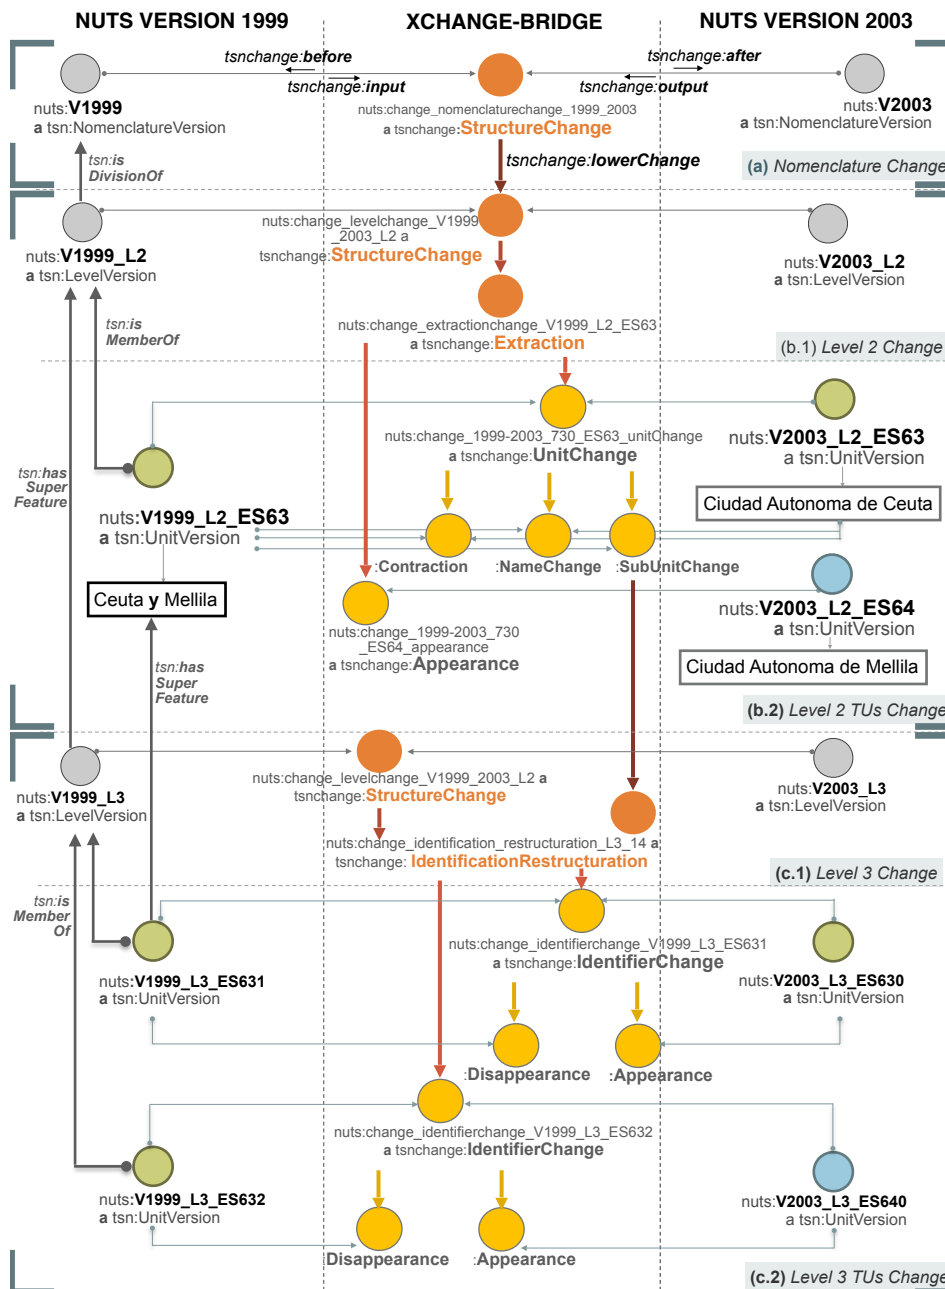 NUTS VERSION 1999
XCHANGE-BRIDGE
NUTS VERSION 2003
tsnchange:before
tsnchange:input
tsnchange:after
tsnchange:output
nuts:V1999
a tsn:NomenclatureVersion
nuts:change_nomenclaturechange_1999_2003
a tsnchange:StructureChange
nuts:V2003
a tsn:NomenclatureVersion
tsn:is
DivisionOf
tsnchange:lowerChange
(a) Nomenclature Change
nuts:V1999_L2
a tsn:LevelVersion
nuts:change_levelchange_V1999
_2003_L2 a
tsnchange:StructureChange
nuts:V2003_L2
a tsn:LevelVersion
tsn:is
MemberOf
nuts:change_extractionchange_V1999_L2_ES63
a tsnchange:Extraction
(b.1) Level 2 Change
nuts:change_1999-2003_730_ES63_unitChange
a tsnchange:UnitChange
nuts:V2003_L2_ES63
a tsn:UnitVersion
Ciudad Autonoma de Ceuta
tsn:has
Super
Feature
nuts:V1999_L2_ES63
a tsn:UnitVersion
:Contraction
:NameChange
:SubUnitChange
Ceuta y Mellila
nuts:V2003_L2_ES64
a tsn:UnitVersion
nuts:change_1999-2003_730
_ES64_appearance
a tsnchange:Appearance
Ciudad Autonoma de Mellila
tsn:has
Super
Feature
(b.2) Level 2 TUs Change
nuts:V1999_L3
a tsn:LevelVersion
nuts:change_levelchange_V1999_2003_L2 a
tsnchange:StructureChange
nuts:V2003_L3
a tsn:LevelVersion
nuts:change_identification_restructuration_L3_14 a
tsnchange: IdentificationRestructuration
(c.1) Level 3 Change
tsn:is
Member
Of
nuts:V1999_L3_ES631
a tsn:UnitVersion
nuts:change_identifierchange_V1999_L3_ES631
a tsnchange:IdentifierChange
nuts:V2003_L3_ES630
a tsn:UnitVersion
:Disappearance
:Appearance
nuts:change_identifierchange_V1999_L3_ES632
a tsnchange:IdentifierChange
nuts:V1999_L3_ES632
a tsn:UnitVersion
nuts:V2003_L3_ES640
a tsn:UnitVersion
:Disappearance
:Appearance
(c.2) Level 3 TUs Change